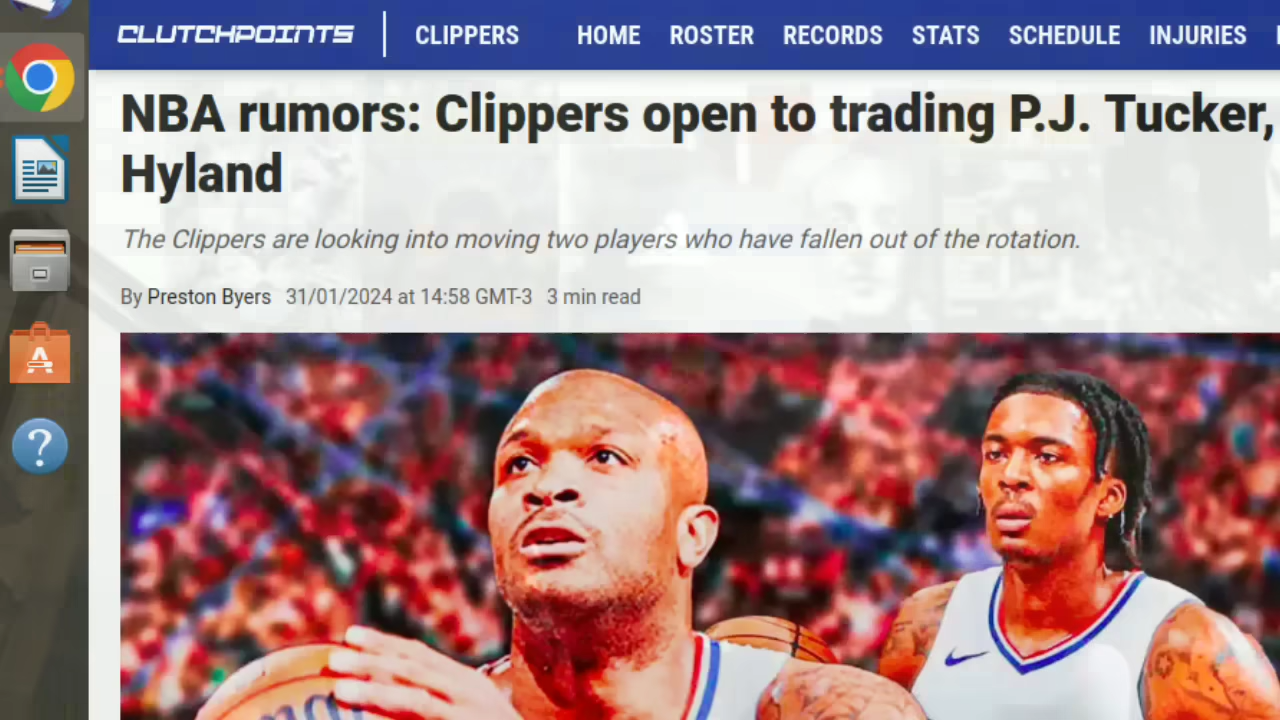 CLUTCHPOINTS CLIPPERS HOME ROSTER RECORDS STATS SCHEDULE INJURIES
NBA rumors: Clippers open to trading P.J. Tucker,
Hyland
The Clippers are looking into moving two players who have fallen out of the rotation.
By Preston Byers 31/01/2024 at 14:58 GMT-3 3 min read